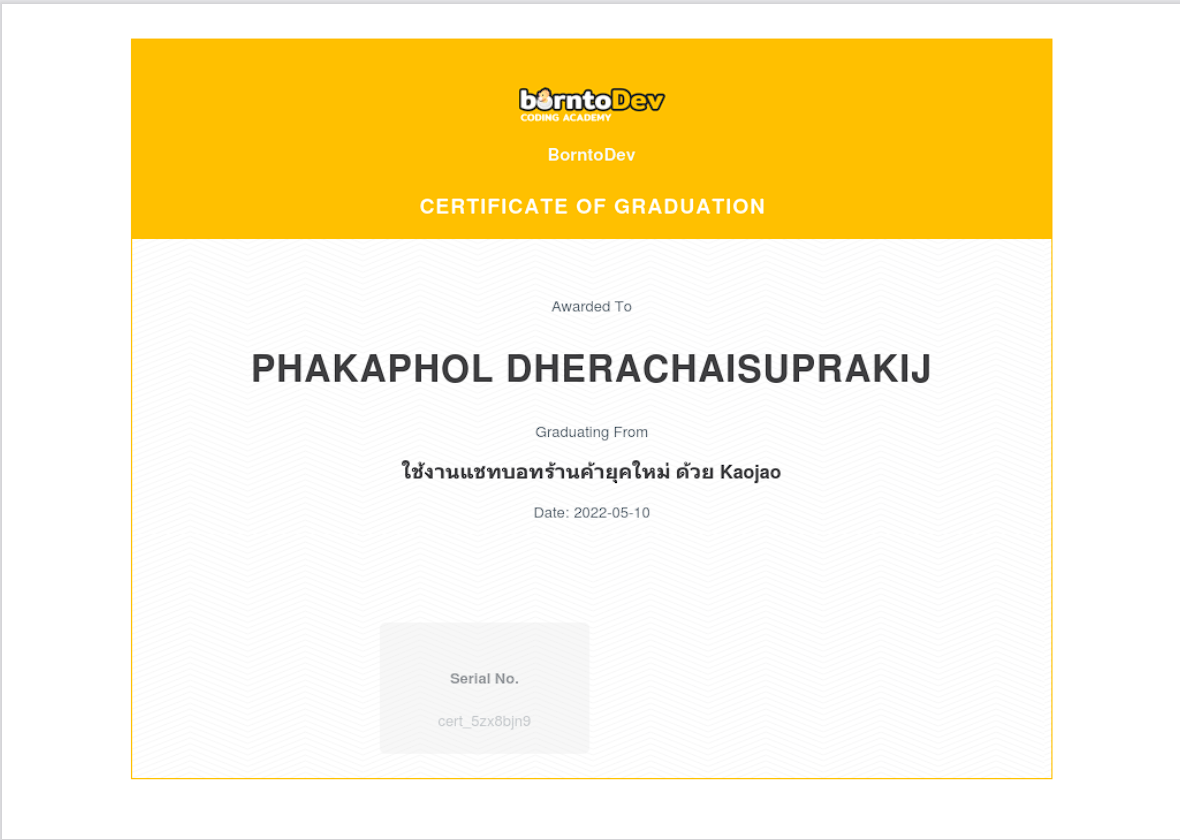 borntoDev
CODING ACADEMY
BorntoDev
CERTIFICATE OF GRADUATION
Awarded To
PHAKAPHOL DHERACHAISUPRAKIJ
Graduating From
ใช้งานแชทบอทร้านค้ายุคใหม่ ด้วย Kaojao
Date: 2022-05-10
Serial No.
cert_5zx8bjn9